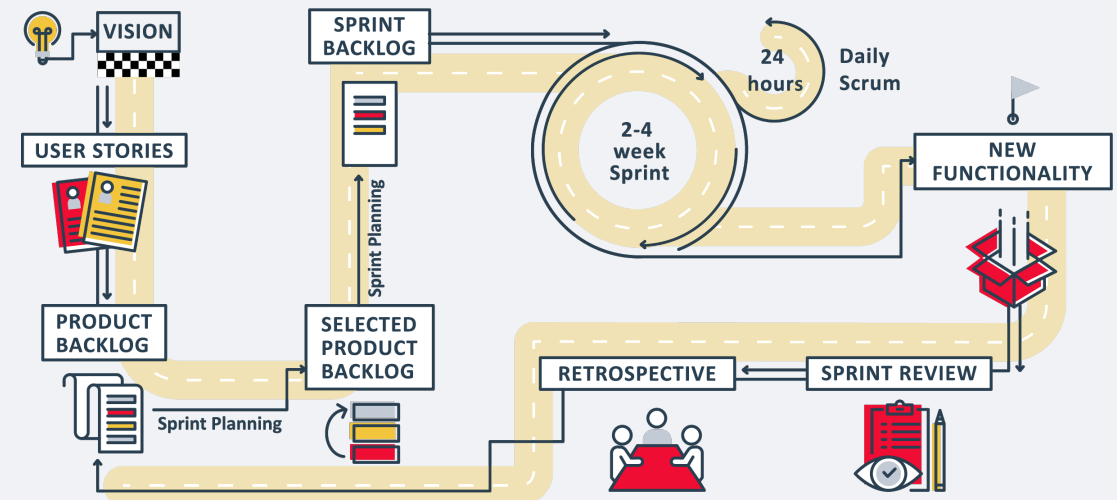 VISION
USER STORIES
PRODUCT
BACKLOG
Sprint Planning
SELECTED
PRODUCT
BACKLOG
Sprint Planning
SPRINT
BACKLOG
2-4
week
Sprint
24
hours
Daily
Scrum
NEW
FUNCTIONALITY
SPRINT REVIEW
RETROSPECTIVE